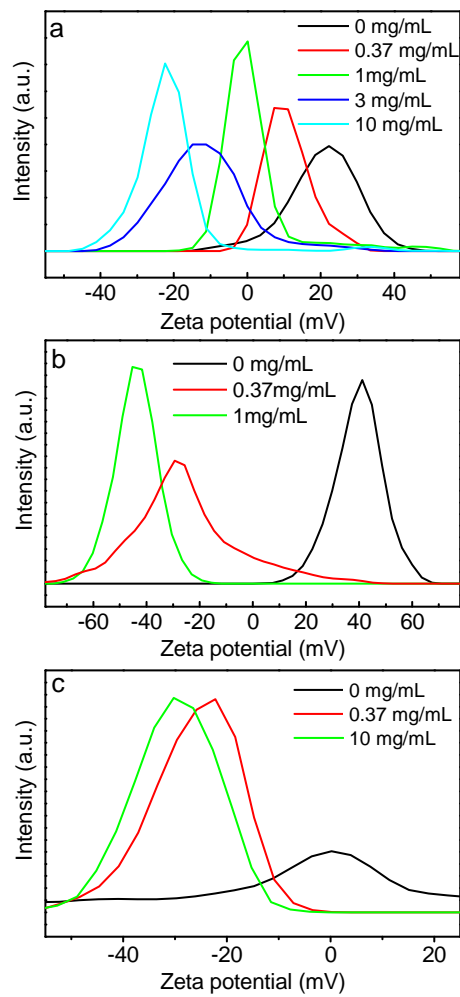 a
0 mg/mL
0.37 mg/mL
1mg/mL
3 mg/mL
10 mg/mL
Intensity (a.u.)
-40 -20 0 20 40
Zeta potential (mV)
b
0 mg/mL
0.37mg/mL
1mg/mL
Intensity (a.u.)
-60 -40 -20 0 20 40 60
Zeta potential (mV)
c
0 mg/mL
0.37 mg/mL
10 mg/mL
Intensity (a.u.)
-40 -20 0 20
Zeta potential (mV)